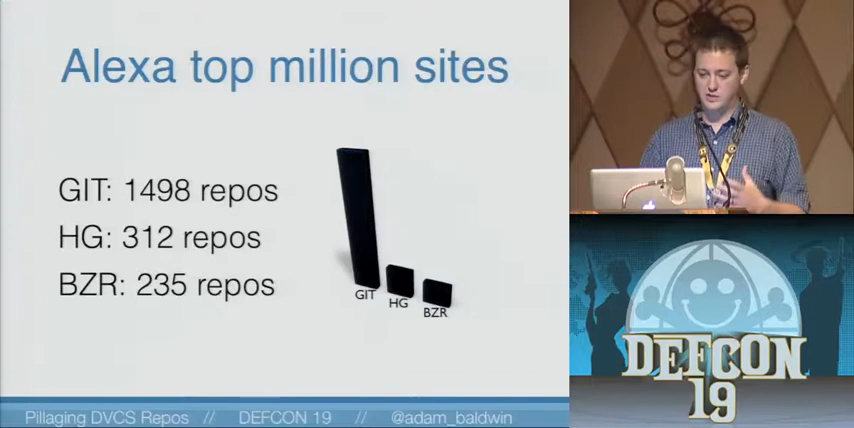 Alexa top million sites
GIT: 1498 repos
HG: 312 repos
BZR: 235 repos
GIT
HG
BZR
Pillaging DVCS Repos // DEFCON 19 // @adam_baldwin
DEFCON
19